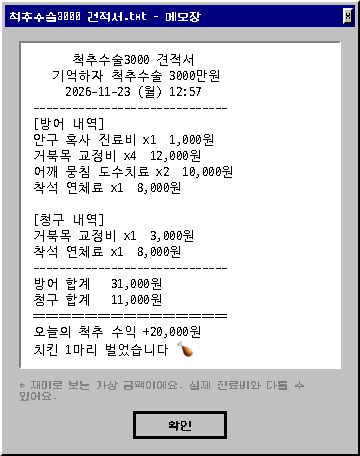 척추수술3000 견적서.txt - 메모장
척추수술3000 견적서
기억하자 척추수술 3000만원
2026-11-23 (월) 12:57
----------------------------
[방어 내역]
안구 혹사 진료비 x1 1,000원
거북목 교정비 x4 12,000원
어깨 뭉침 도수치료 x2 10,000원
착석 연체료 x1 8,000원
[청구 내역]
거북목 교정비 x1 3,000원
착석 연체료 x1 8,000원
----------------------------
방어 합계 31,000원
청구 합계 11,000원
============================
오늘의 척추 수익 +20,000원
치킨 1마리 벌었습니다 🍗
* 재미로 보는 가상 금액이에요. 실제 진료비와 다를 수
있어요.
확인